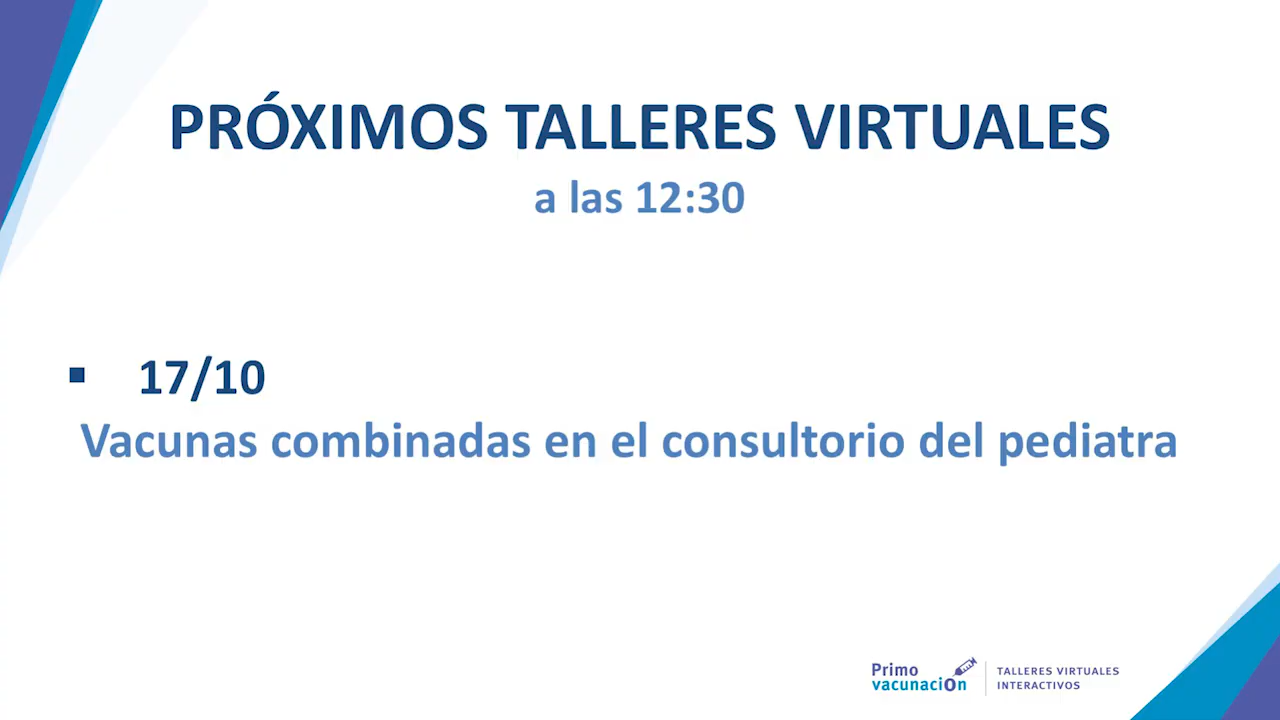 PRÓXIMOS TALLERES VIRTUALES
a las 12:30
▪ 17/10
Vacunas combinadas en el consultorio del pediatra
Primo
vacunaciOn
TALLERES VIRTUALES
INTERACTIVOS